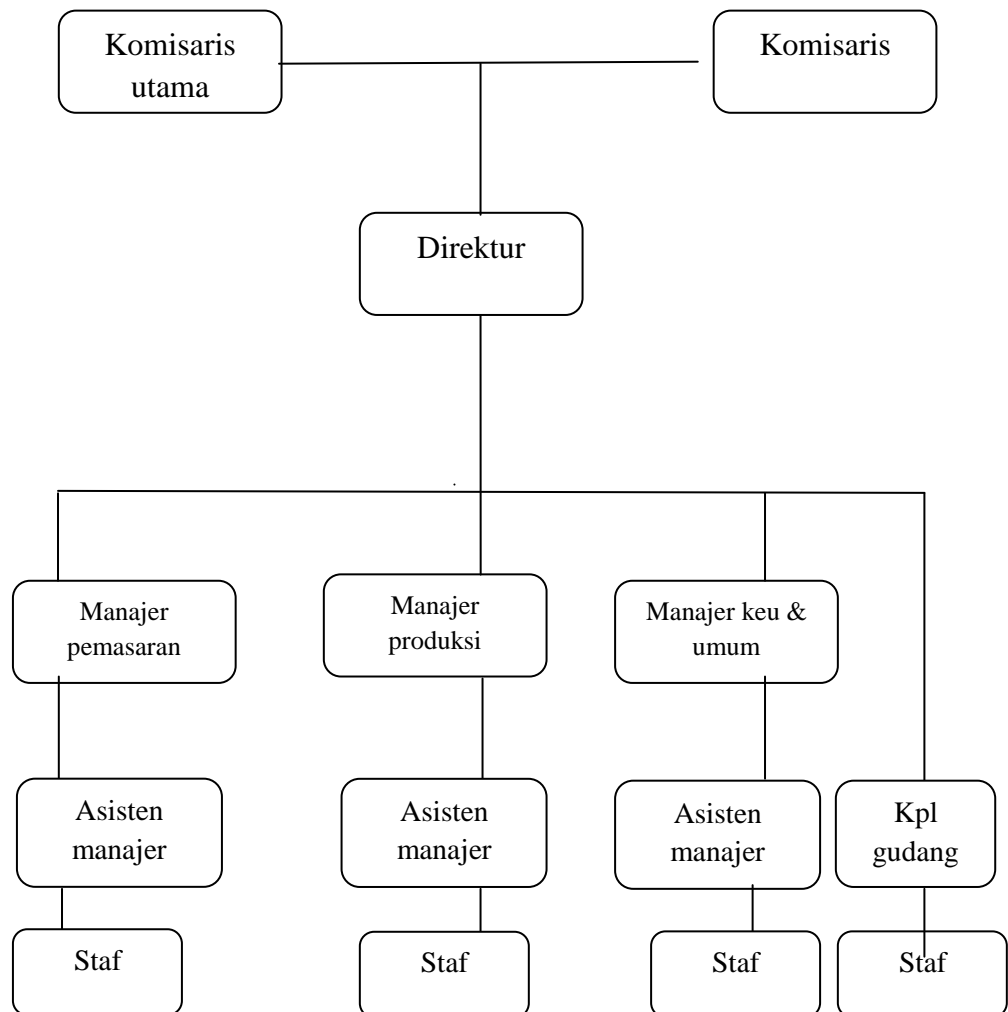 Komisaris
utama
Komisaris
Direktur
Manajer
pemasaran
Manajer
produksi
Manajer keu &
umum
Asisten
manajer
Asisten
manajer
Asisten
manajer
Kpl
gudang
Staf
Staf
Staf
Staf